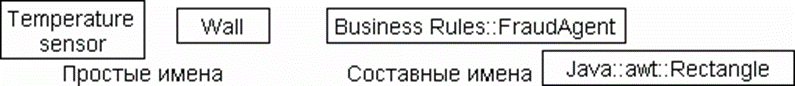 Temperature
sensor
Wall
Business Rules::FraudAgent
Простые имена
Составные имена
Java::awt::Rectangle